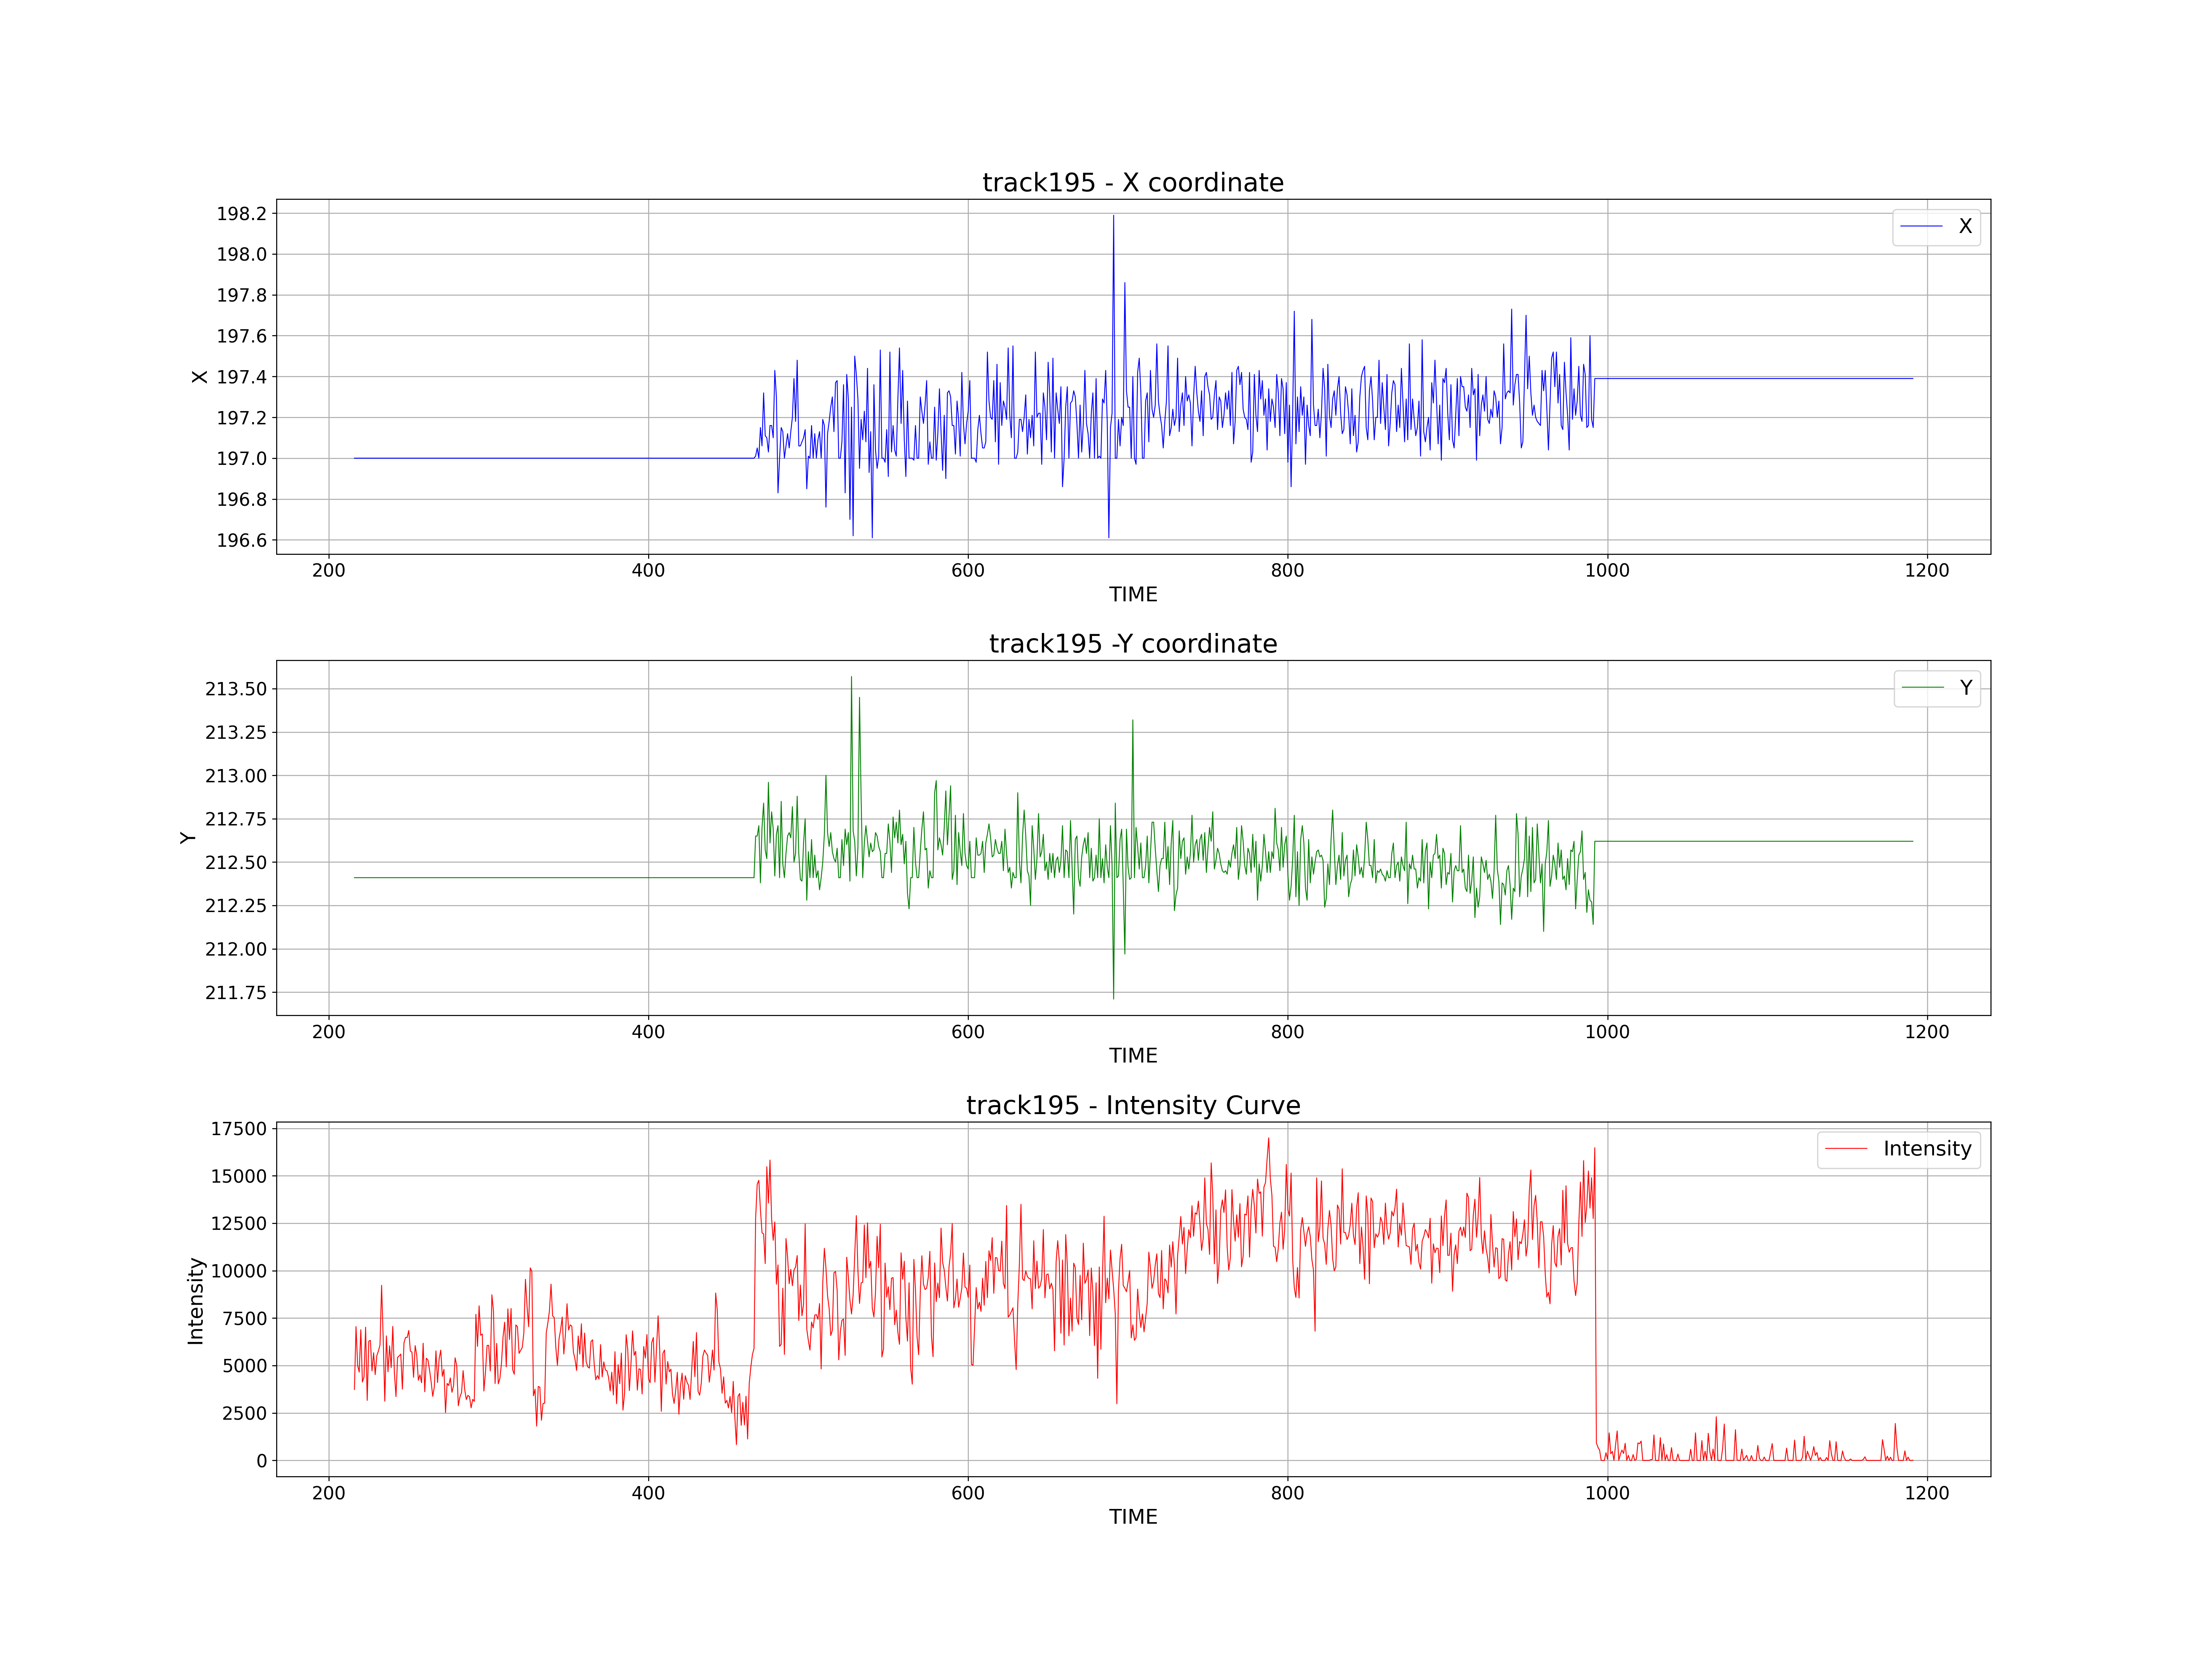 track195 - X coordinate
198.2
198.0
197.8
197.6
197.4
197.2
197.0
196.8
196.6
X
X
200 400 600 800 1000 1200
TIME
track195 -Y coordinate
213.50
213.25
213.00
212.75
212.50
212.25
212.00
211.75
Y
Y
200 400 600 800 1000 1200
TIME
track195 - Intensity Curve
17500
15000
12500
10000
7500
5000
2500
0
Intensity
Intensity
200 400 600 800 1000 1200
TIME